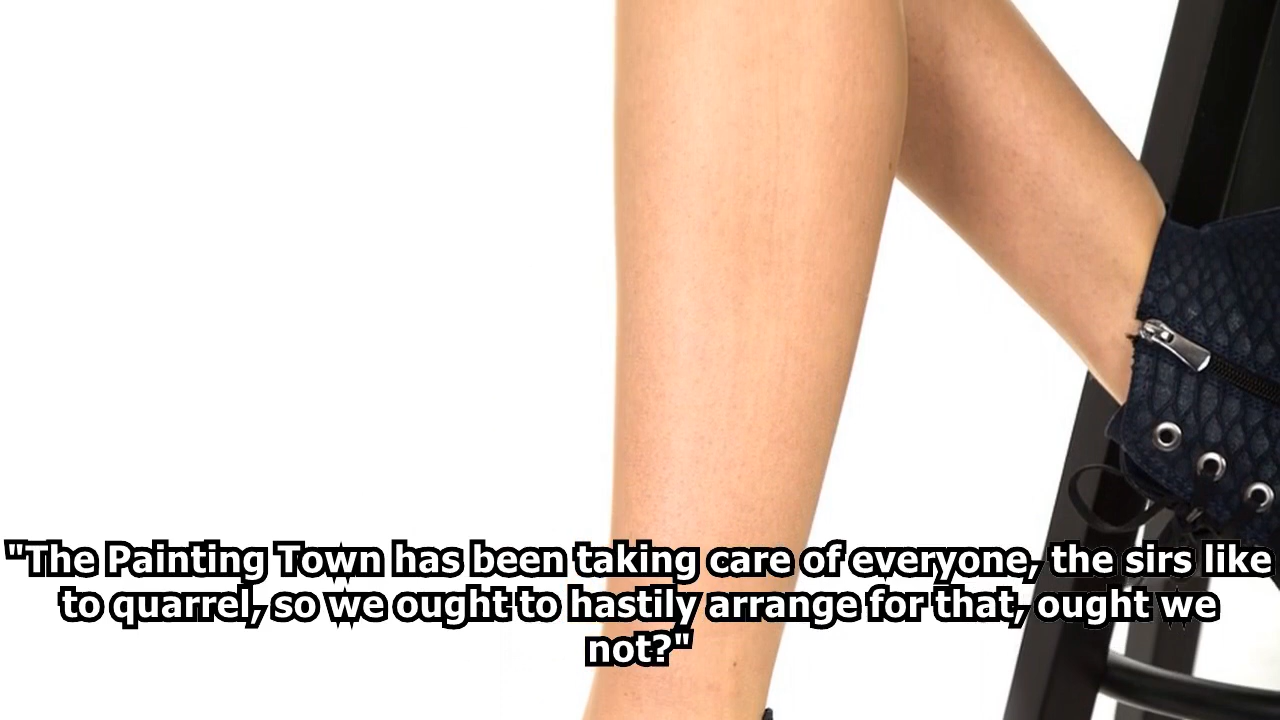 "The Painting Town has been taking care of everyone, the sirs like
to quarrel, so we ought to hastily arrange for that, ought we
not?"